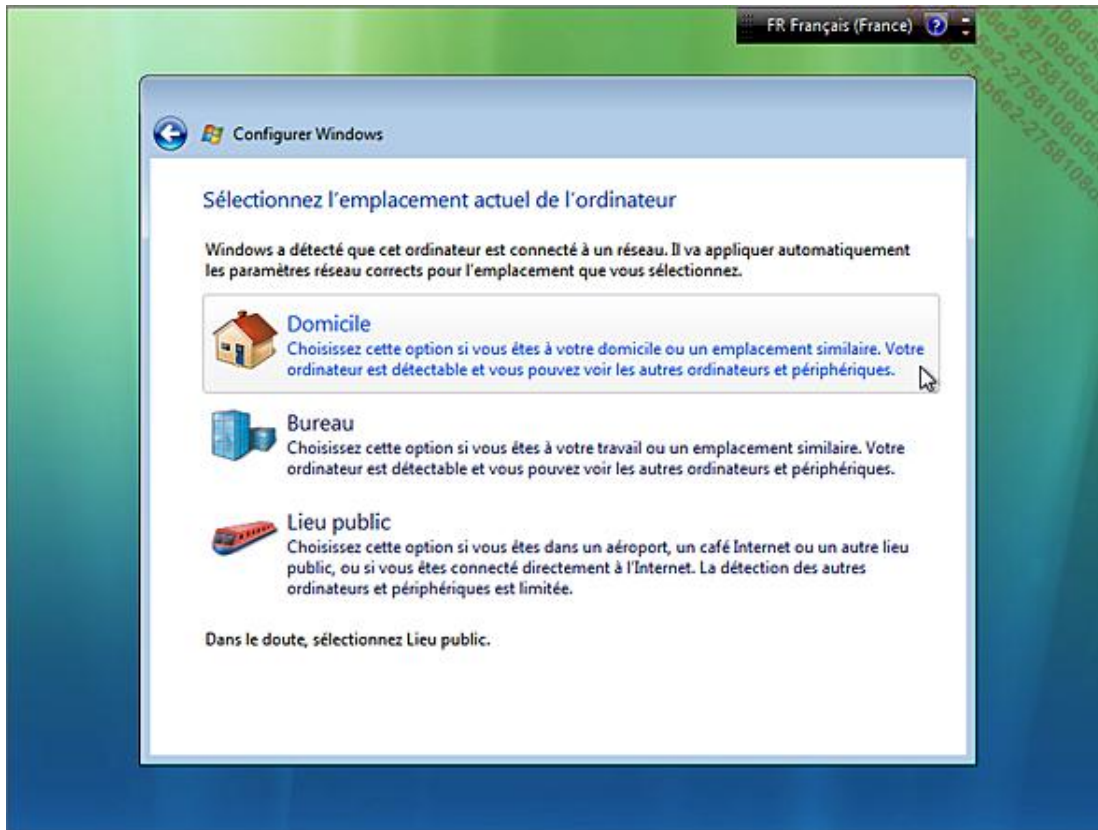 FR Français (France)
Configurer Windows
Sélectionnez l'emplacement actuel de l'ordinateur
Windows a détecté que cet ordinateur est connecté à un réseau. Il va appliquer automatiquement
les paramètres réseau corrects pour l'emplacement que vous sélectionnez.
Domicile
Choisissez cette option si vous êtes à votre domicile ou un emplacement similaire. Votre
ordinateur est détectable et vous pouvez voir les autres ordinateurs et périphériques.
Bureau
Choisissez cette option si vous êtes à votre travail ou un emplacement similaire. Votre
ordinateur est détectable et vous pouvez voir les autres ordinateurs et périphériques.
Lieu public
Choisissez cette option si vous êtes dans un aéroport, un café Internet ou un autre lieu
public, ou si vous êtes connecté directement à l'Internet. La détection des autres
ordinateurs et périphériques est limitée.
Dans le doute, sélectionnez Lieu public.